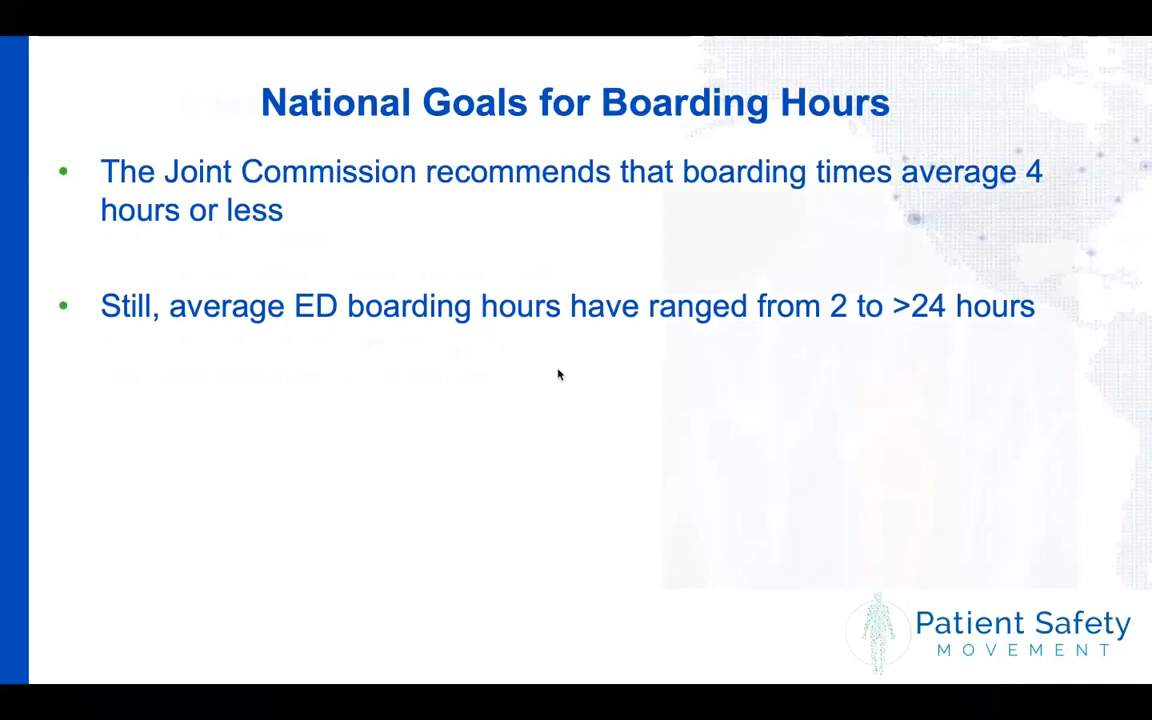 National Goals for Boarding Hours
• The Joint Commission recommends that boarding times average 4
hours or less
• Still, average ED boarding hours have ranged from 2 to >24 hours
Patient Safety
MOVEMENT